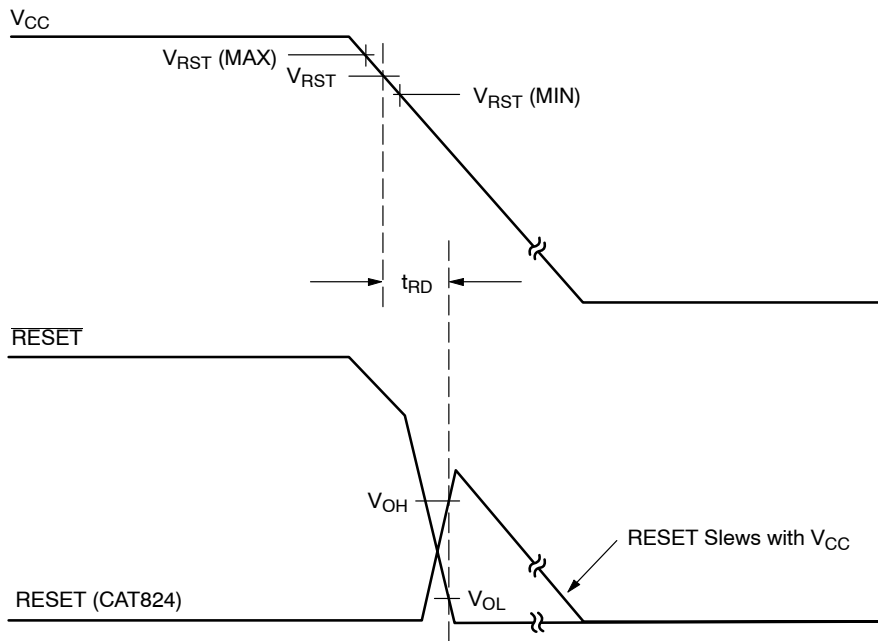 VCC
VRST (MAX)
VRST
VRST (MIN)
tRD
RESET
VOH
RESET Slews with VCC
RESET (CAT824)
VOL